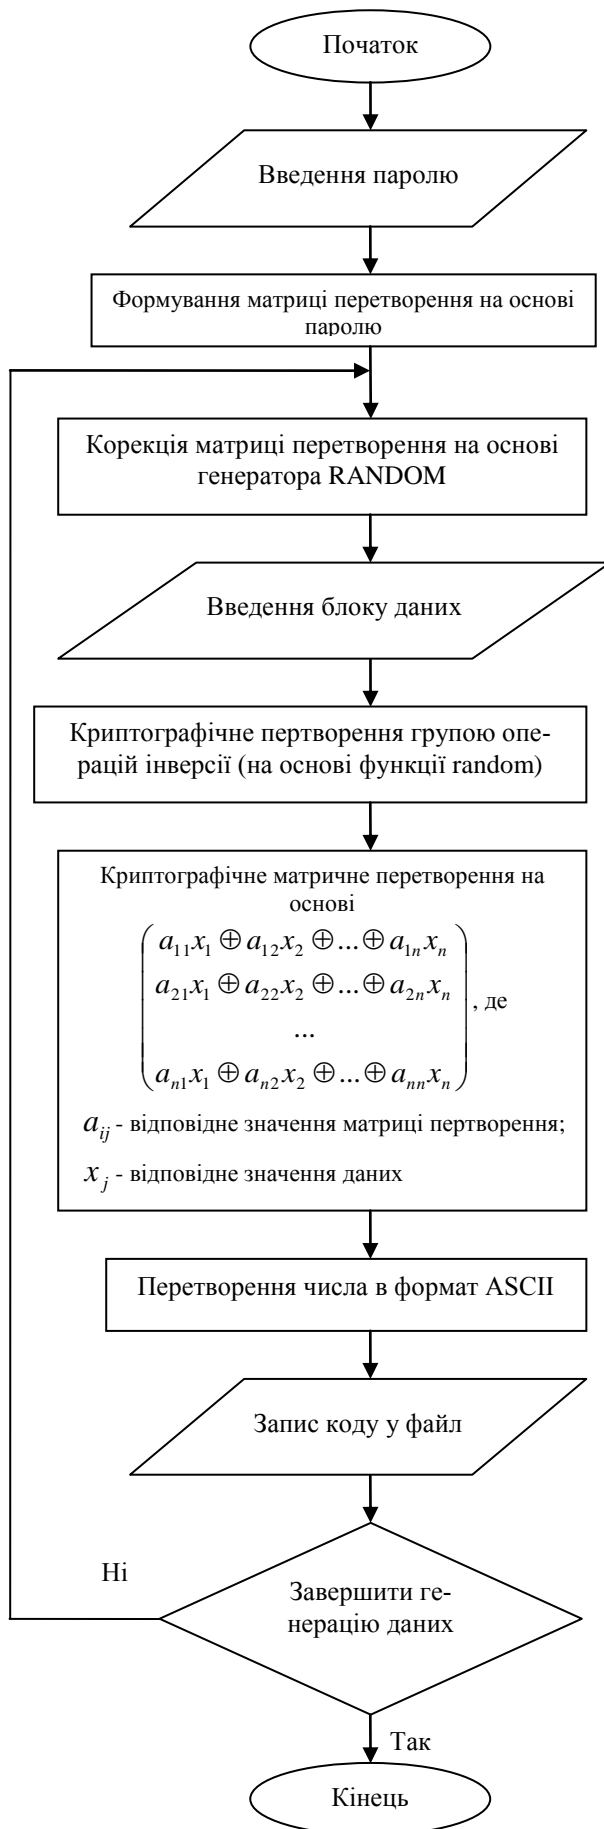 Початок
Введення паролю
Формування матриці перетворення на основі
паролю
Корекція матриці перетворення на основі
генератора RANDOM
Введення блоку даних
Криптографічне пертворення групою опе-
рацій інверсії (на основі функції random)
Криптографічне матричне перетворення на
основі
a₁₁x₁ ⊕ a₁₂x₂ ⊕ ... ⊕ a₁ₙxₙ
a₂₁x₁ ⊕ a₂₂x₂ ⊕ ... ⊕ a₂ₙxₙ
, де
...
aₙ₁x₁ ⊕ aₙ₂x₂ ⊕ ... ⊕ aₙₙxₙ
aᵢⱼ - відповідне значення матриці пертворення;
xⱼ - відповідне значення даних
Перетворення числа в формат ASCII
Запис коду у файл
Ні
Завершити ге-
нерацію даних
Так
Кінець